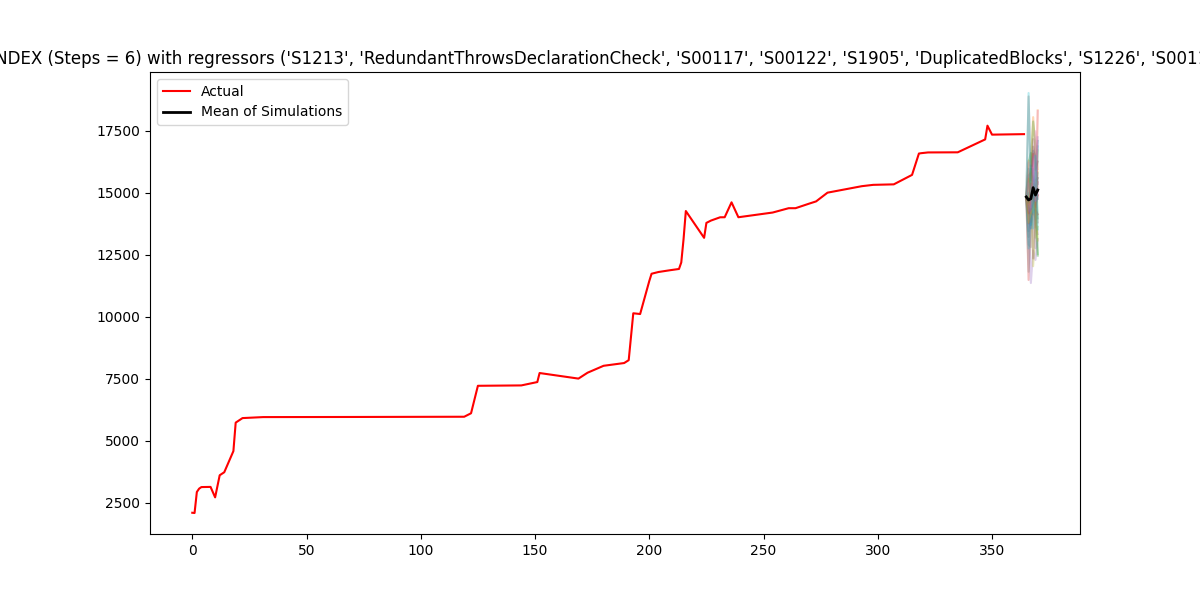 NDEX (Steps = 6) with regressors ('S1213', 'RedundantThrowsDeclarationCheck', 'S00117', 'S00122', 'S1905', 'DuplicatedBlocks', 'S1226', 'S001
Actual
Mean of Simulations
17500
15000
12500
10000
7500
5000
2500
0 50 100 150 200 250 300 350